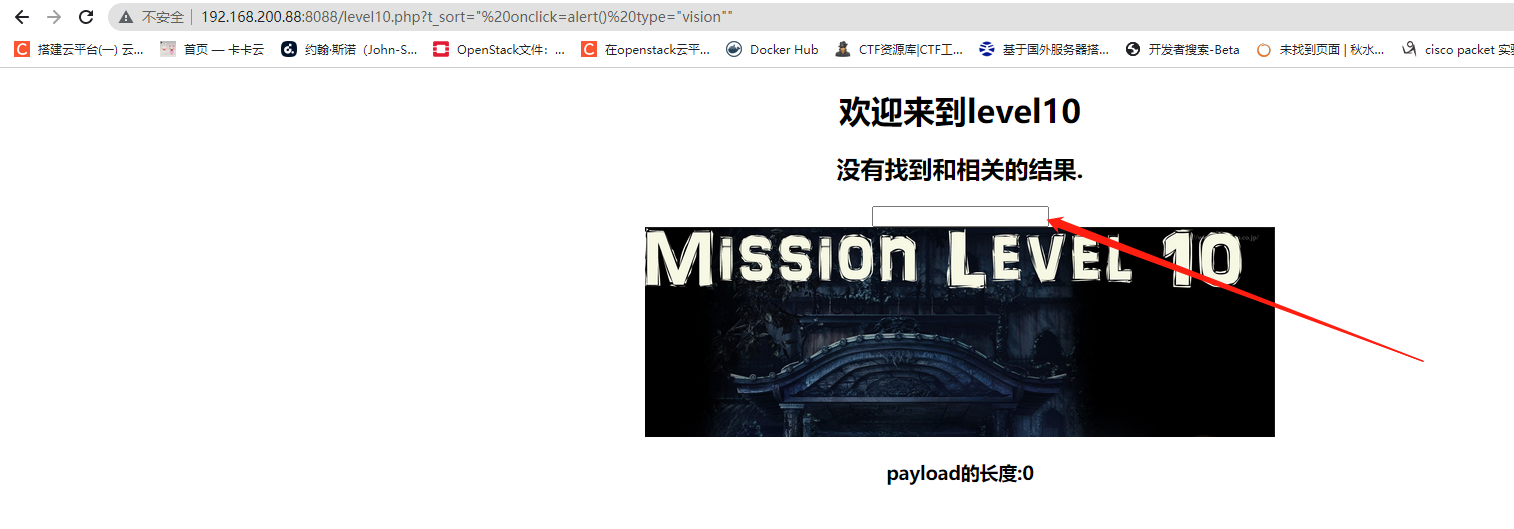 不安全 192.168.200.88:8088/level10.php?t_sort="%20onclick=alert()%20type="vision""
搭建云平台(一) 云... 首页 — 卡卡云 约翰·斯诺（John-S... OpenStack文件：... 在openstack云平... Docker Hub CTF资源库|CTF工... 基于国外服务器搭... 开发者搜索-Beta 未找到页面 | 秋水... cisco packet 实
欢迎来到level10
没有找到和相关的结果.
MISSION LEVEL 10
payload的长度:0